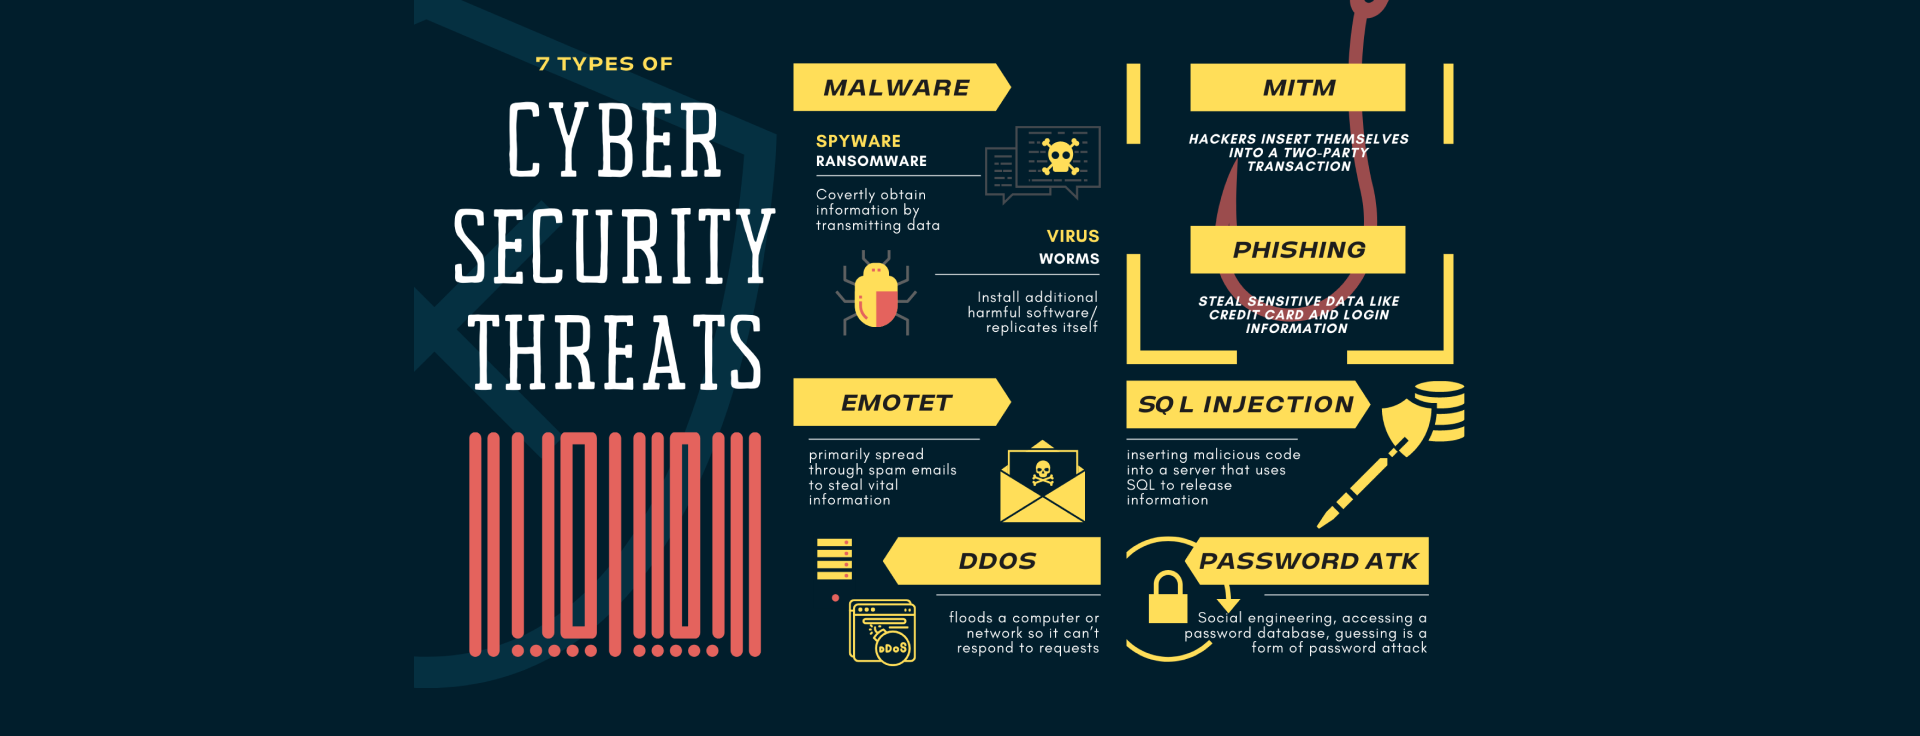 7 TYPES OF
CYBER
SECURITY
THREATS
MALWARE
SPYWARE
RANSOMWARE
Covertly obtain
information by
transmitting data
VIRUS
WORMS
Install additional
harmful software/
replicates itself
EMOTET
primarily spread
through spam emails
to steal vital
information
DDOS
DDoS
floods a computer or
network so it can't
respond to requests
MITM
HACKERS INSERT THEMSELVES
INTO A TWO-PARTY
TRANSACTION
PHISHING
STEAL SENSITIVE DATA LIKE
CREDIT CARD AND LOGIN
INFORMATION
SQL INJECTION
inserting malicious code
into a server that uses
SQL to release
information
PASSWORD ATK
Social engineering, accessing a
password database, guessing is a
form of password attack